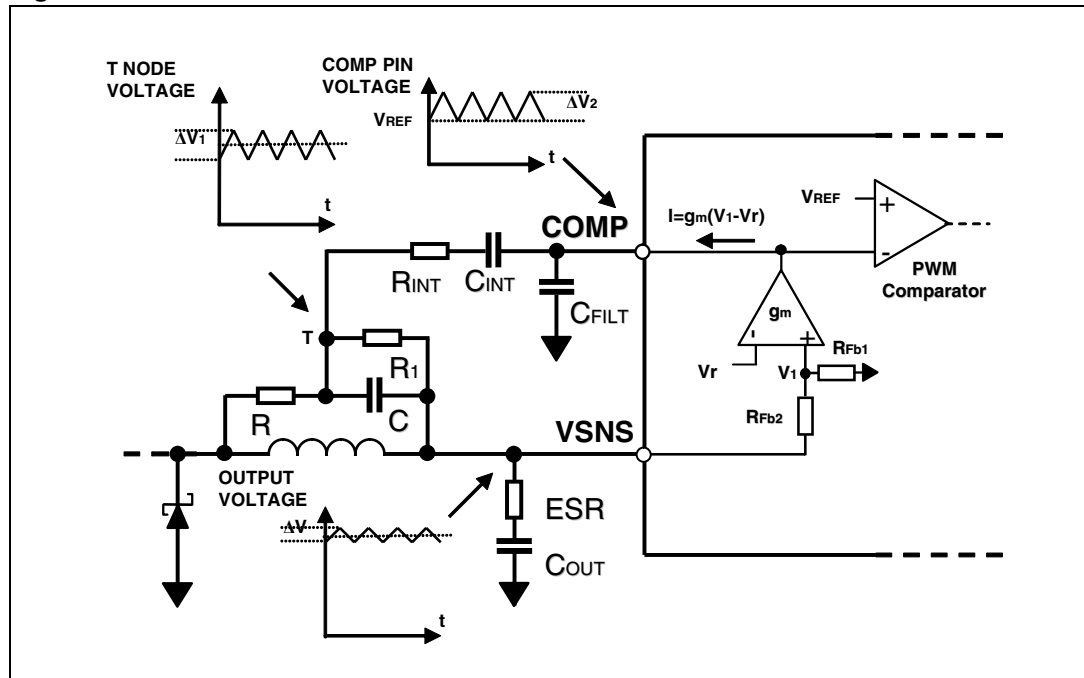 T NODE
VOLTAGE
ΔV1
t
COMP PIN
VOLTAGE
VREF
ΔV2
t
COMP
I=gm(V1-Vr)
VREF
+
-
PWM
Comparator
RINT
CINT
CFILT
gm
-
+
Vr
V1
RFb1
RFb2
T
R1
R
C
VSNS
OUTPUT
VOLTAGE
ΔV
t
ESR
COUT